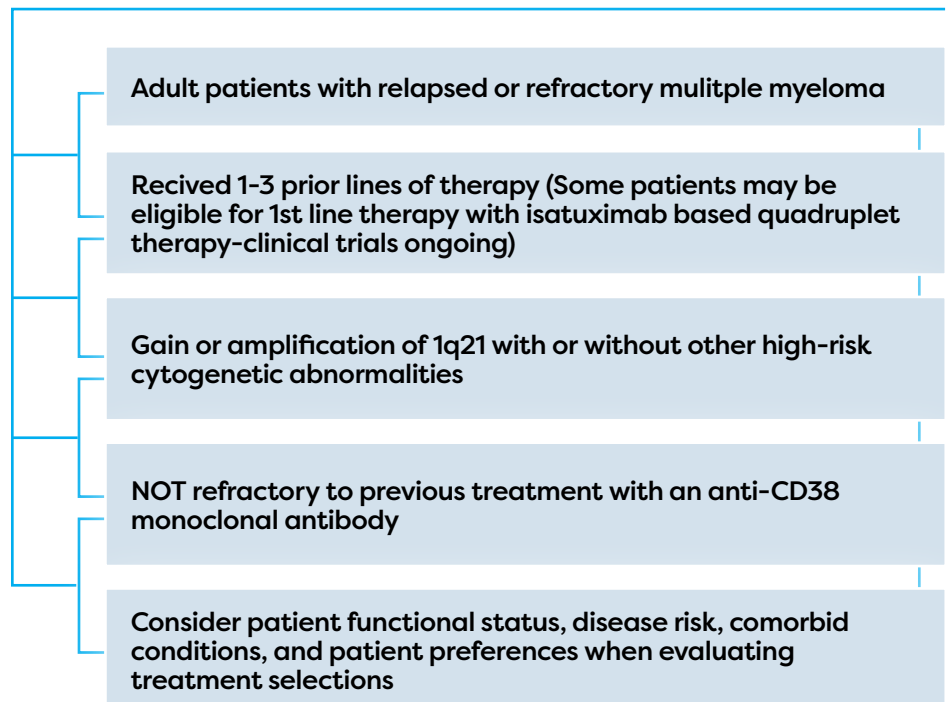 Adult patients with relapsed or refractory mulitple myeloma
Recived 1-3 prior lines of therapy (Some patients may be
eligible for 1st line therapy with isatuximab based quadruplet
therapy-clinical trials ongoing)
Gain or amplification of 1q21 with or without other high-risk
cytogenetic abnormalities
NOT refractory to previous treatment with an anti-CD38
monoclonal antibody
Consider patient functional status, disease risk, comorbid
conditions, and patient preferences when evaluating
treatment selections